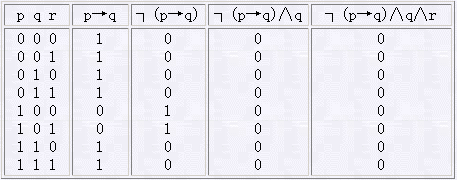 p q r p→q ┐(p→q) ┐(p→q)∧q ┐(p→q)∧q∧r
0 0 0 1 0 0 0
0 0 1 1 0 0 0
0 1 0 1 0 0 0
0 1 1 1 0 0 0
1 0 0 0 1 0 0
1 0 1 0 1 0 0
1 1 0 1 0 0 0
1 1 1 1 0 0 0